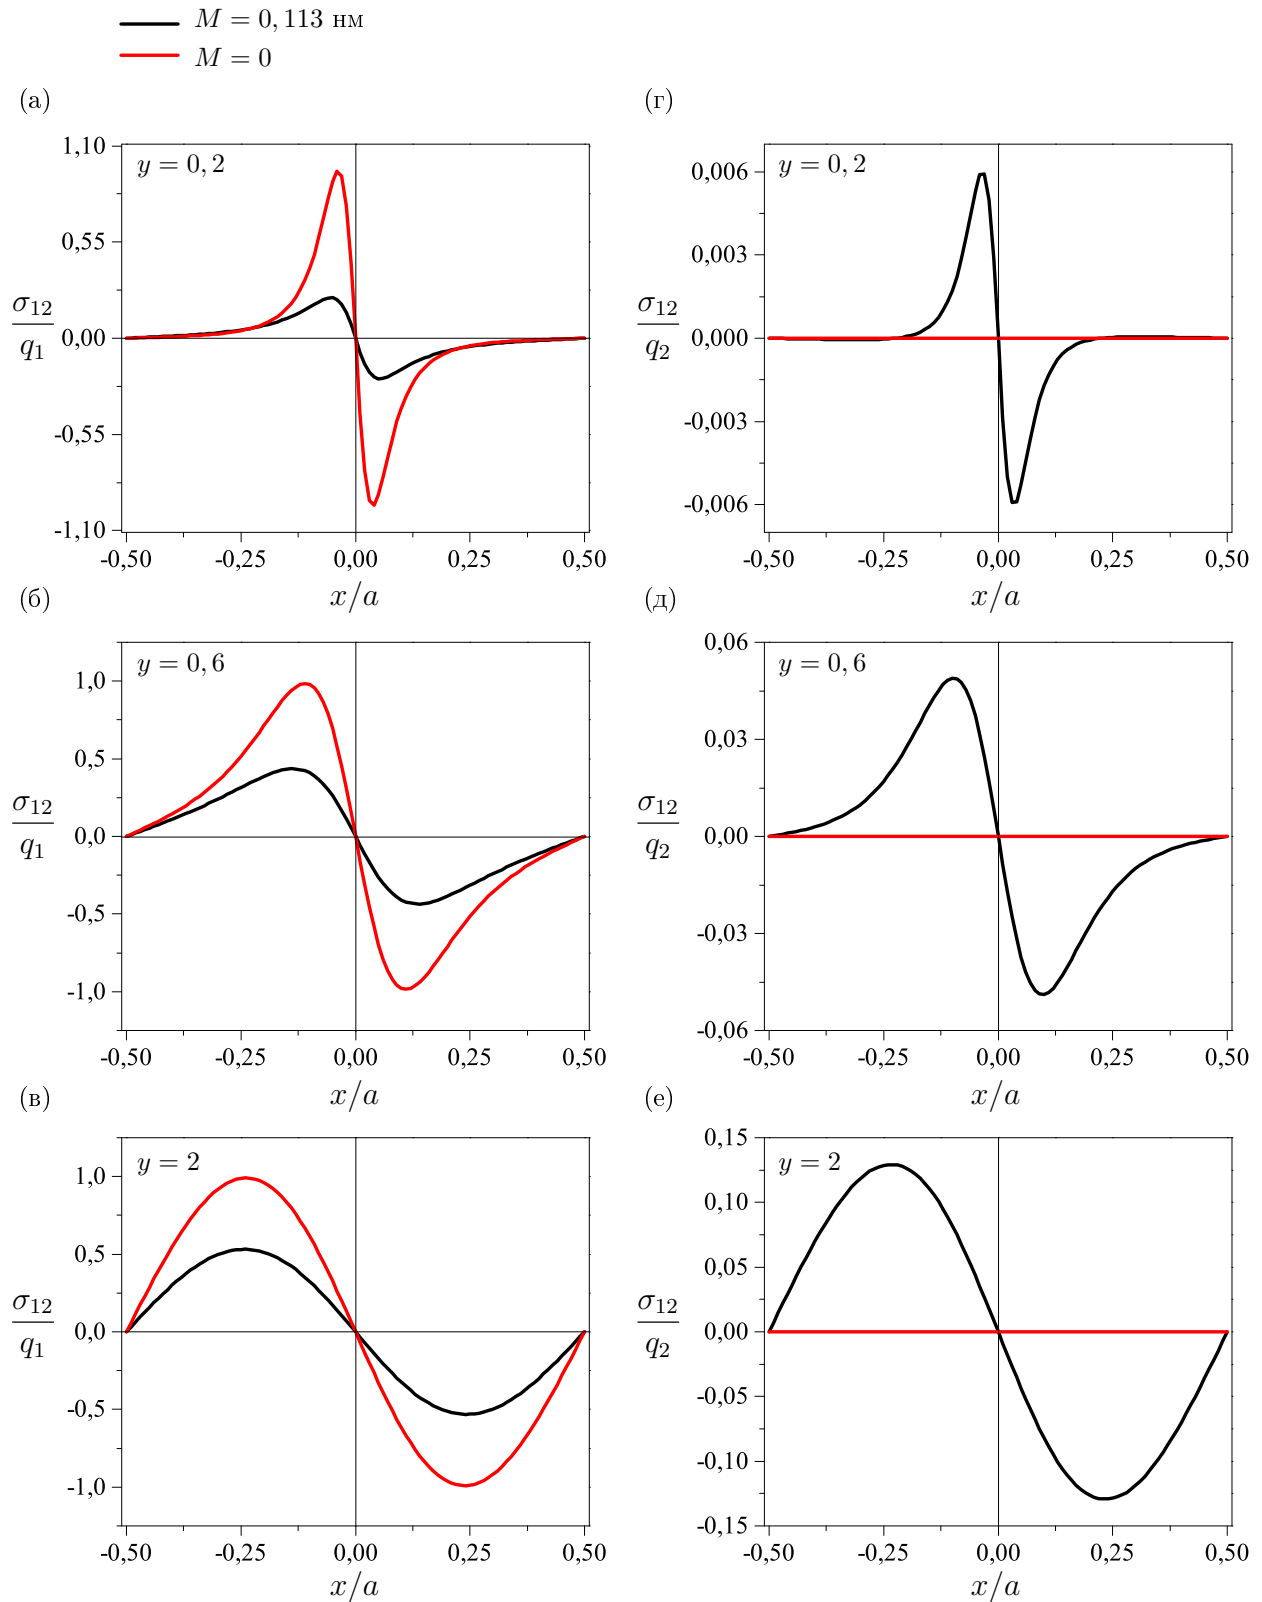 M = 0, 113 нм
M = 0
(а)
y = 0, 2
1,10
0,55
0,00
-0,55
-1,10
σ12
q1
-0,50 -0,25 0,00 0,25 0,50
x/a
(г)
y = 0, 2
0,006
0,003
0,000
-0,003
-0,006
σ12
q2
-0,50 -0,25 0,00 0,25 0,50
x/a
(б)
y = 0, 6
1,0
0,5
0,0
-0,5
-1,0
σ12
q1
-0,50 -0,25 0,00 0,25 0,50
x/a
(д)
y = 0, 6
0,06
0,03
0,00
-0,03
-0,06
σ12
q2
-0,50 -0,25 0,00 0,25 0,50
x/a
(в)
y = 2
1,0
0,5
0,0
-0,5
-1,0
σ12
q1
-0,50 -0,25 0,00 0,25 0,50
x/a
(е)
y = 2
0,15
0,10
0,05
0,00
-0,05
-0,10
-0,15
σ12
q2
-0,50 -0,25 0,00 0,25 0,50
x/a